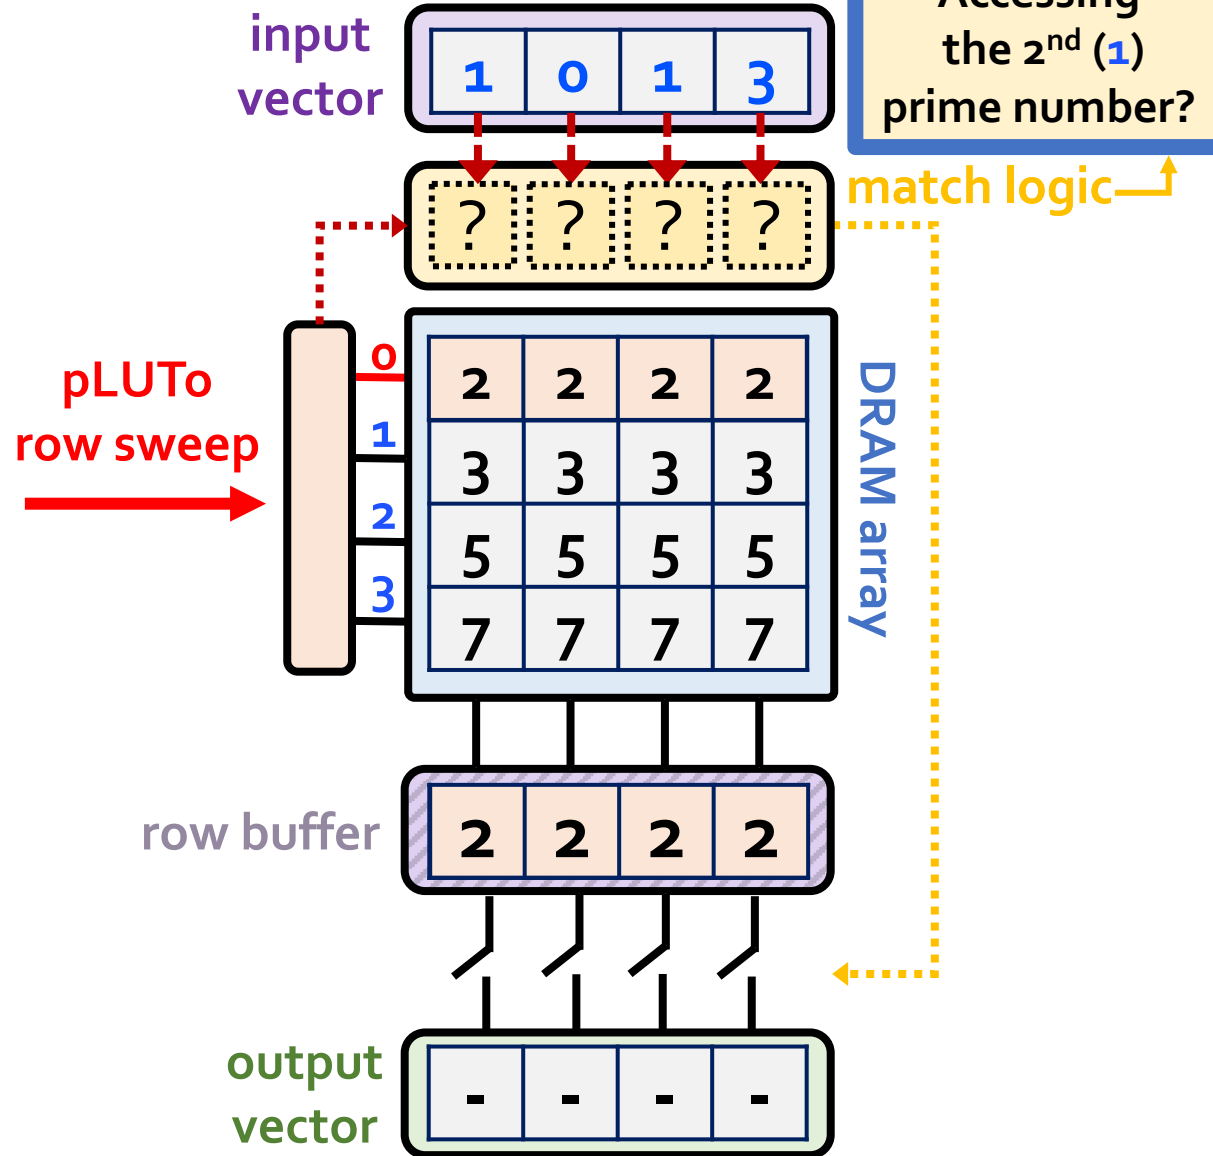 input
vector
1 0 1 3
Accessing
the 2nd (1)
prime number?
match logic
? ? ? ?
pLUTo
row sweep
0
1
2
3
2 2 2 2
3 3 3 3
5 5 5 5
7 7 7 7
DRAM array
row buffer
2 2 2 2
output
vector
- - - -